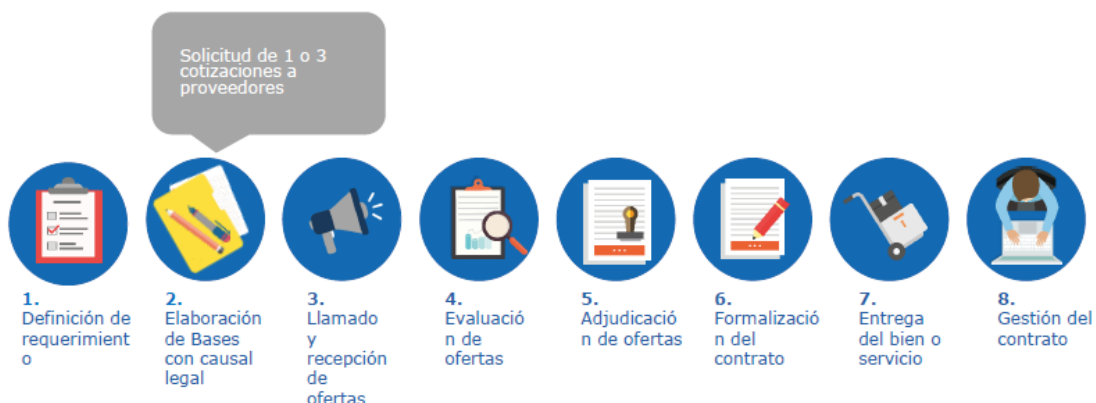 Solicitud de 1 o 3
cotizaciones a
proveedores
1.
Definición de
requerimient
o
2.
Elaboración
de Bases
con causal
legal
3.
Llamado
y
recepción
de
ofertas
4.
Evaluació
n de
ofertas
5.
Adjudicació
n de ofertas
6.
Formalizació
n del
contrato
7.
Entrega
del bien o
servicio
8.
Gestión del
contrato